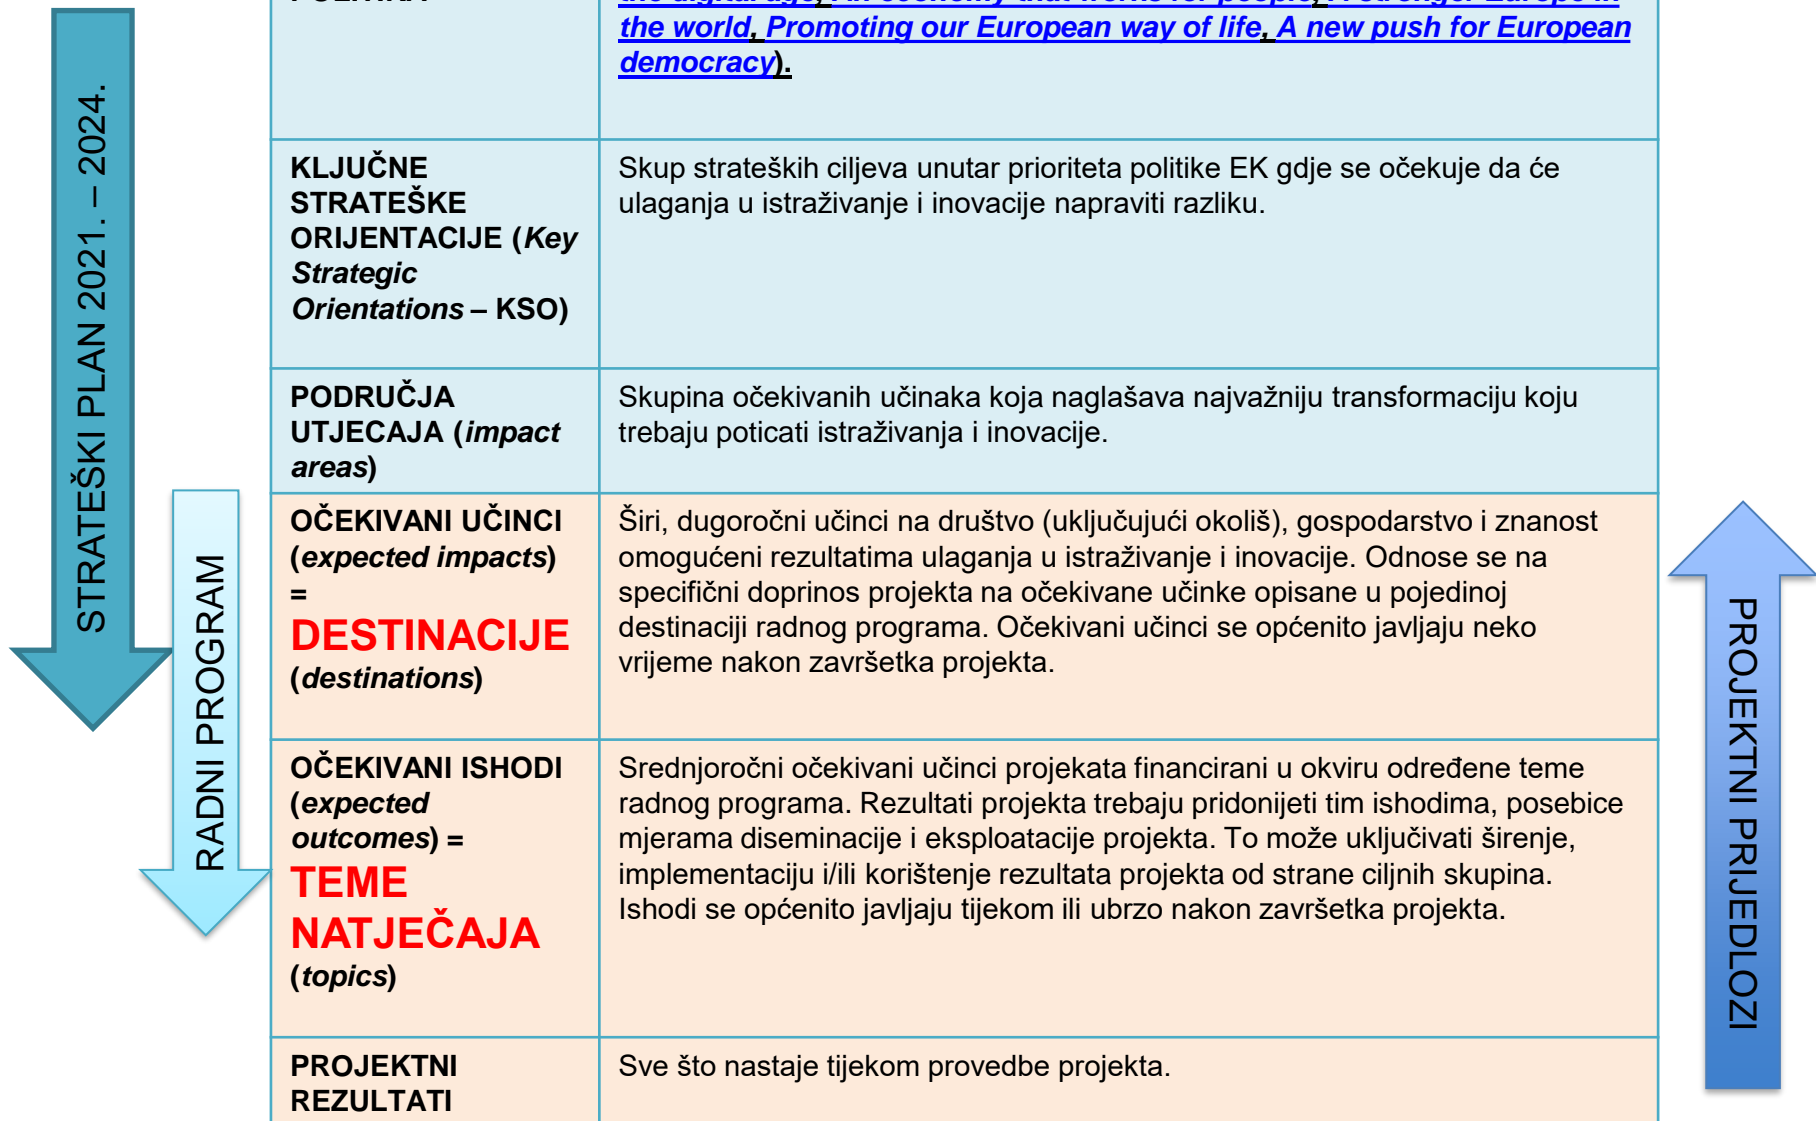 the world, Promoting our European way of life, A new push for European
democracy).
STRATEŠKI PLAN 2021. – 2024.
KLJUČNE
STRATEŠKE
ORIJENTACIJE (Key
Strategic
Orientations – KSO)
Skup strateških ciljeva unutar prioriteta politike EK gdje se očekuje da će
ulaganja u istraživanje i inovacije napraviti razliku.
PODRUČJA
UTJECAJA (impact
areas)
Skupina očekivanih učinaka koja naglašava najvažniju transformaciju koju
trebaju poticati istraživanja i inovacije.
RADNI PROGRAM
OČEKIVANI UČINCI
(expected impacts)
=
DESTINACIJE
(destinations)
Širi, dugoročni učinci na društvo (uključujući okoliš), gospodarstvo i znanost
omogućeni rezultatima ulaganja u istraživanje i inovacije. Odnose se na
specifični doprinos projekta na očekivane učinke opisane u pojedinoj
destinaciji radnog programa. Očekivani učinci se općenito javljaju neko
vrijeme nakon završetka projekta.
PROJEKTNI PRIJEDLOZI
OČEKIVANI ISHODI
(expected
outcomes) =
TEME
NATJEČAJA
(topics)
Srednjoročni očekivani učinci projekata financirani u okviru određene teme
radnog programa. Rezultati projekta trebaju pridonijeti tim ishodima, posebice
mjerama diseminacije i eksploatacije projekta. To može uključivati širenje,
implementaciju i/ili korištenje rezultata projekta od strane ciljnih skupina.
Ishodi se općenito javljaju tijekom ili ubrzo nakon završetka projekta.
PROJEKTNI
REZULTATI
Sve što nastaje tijekom provedbe projekta.